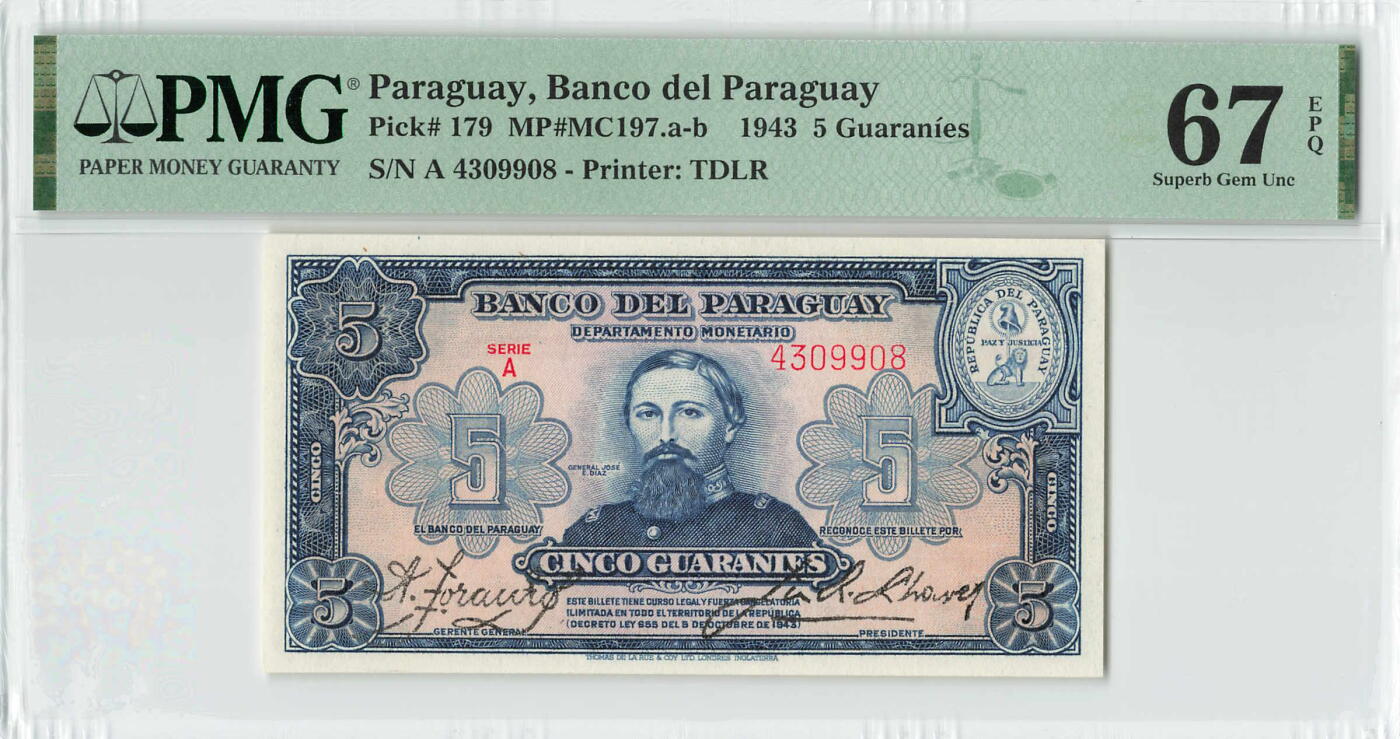 PMG®
PAPER MONEY GUARANTY
Paraguay, Banco del Paraguay
Pick# 179 MP#MC197.a-b 1943 5 Guaraníes
S/N A 4309908 - Printer: TDLR
67
EPQ
Superb Gem Unc
BANCO DEL PARAGUAY
DEPARTAMENTO MONETARIO
5
SERIE
A
4309908
REPUBLICA DEL PARAGUAY
PAZ Y JUSTICIA
5
5
CINCO
CINCO
GENERAL JOSÉ
E. DIAZ
EL BANCO DEL PARAGUAY
RECONOCE ESTE BILLETE POR
CINCO GUARANIES
5
5
ESTE BILLETE TIENE CURSO LEGAL Y FUERZA CANCELATORIA
ILIMITADA EN TODO EL TERRITORIO DE LA REPÚBLICA
(DECRETO LEY 655 DEL 5 DE OCTUBRE DE 1943)
GERENTE GENERAL
PRESIDENTE
THOMAS DE LA RUE & COY LTD. LONDRES INGLATERRA